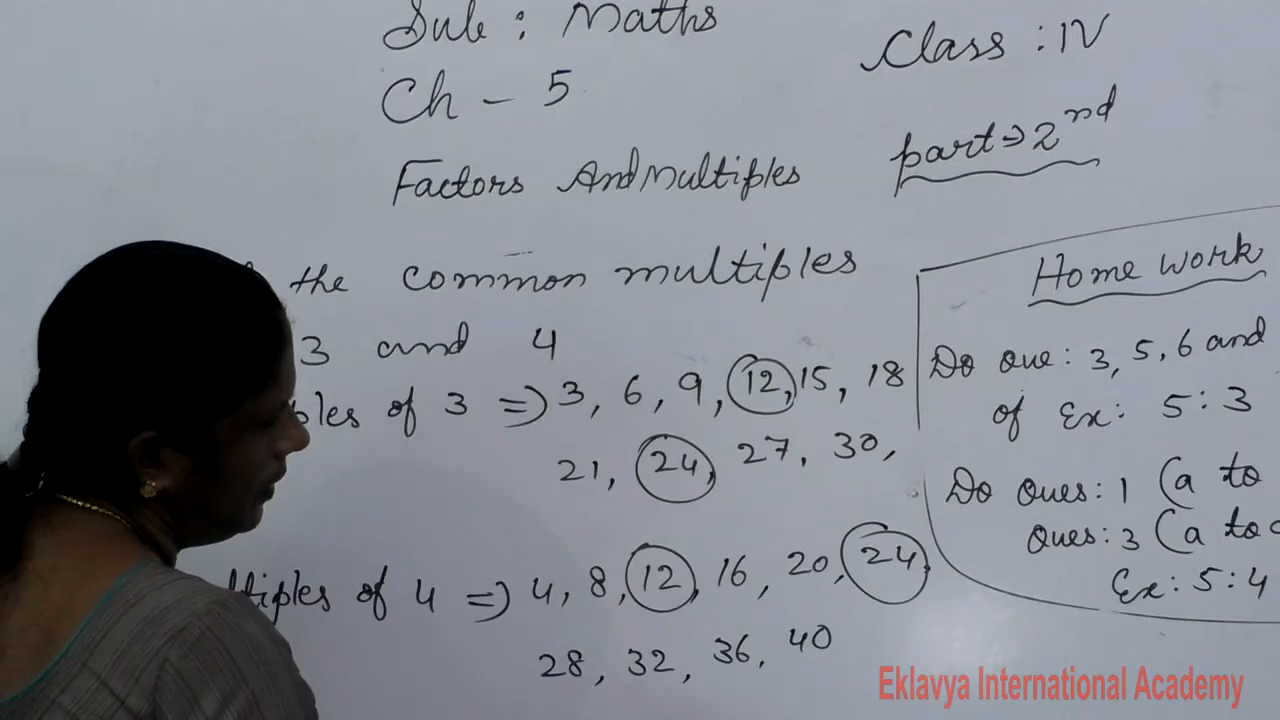 Sub: Maths
Class: IV
Ch - 5
part ⇒ 2nd
Factors And multiples
the common multiples
3 and 4
ples of 3 ⇒ 3, 6, 9, 12, 15, 18
21, 24, 27, 30,
tiples of 4 ⇒ 4, 8, 12, 16, 20, 24,
28, 32, 36, 40
Home work
Do Que: 3, 5, 6 and
of Ex: 5:3
Do Ques: 1 (a to
Ques: 3 (a to
Ex: 5:4
Eklavya International Academy